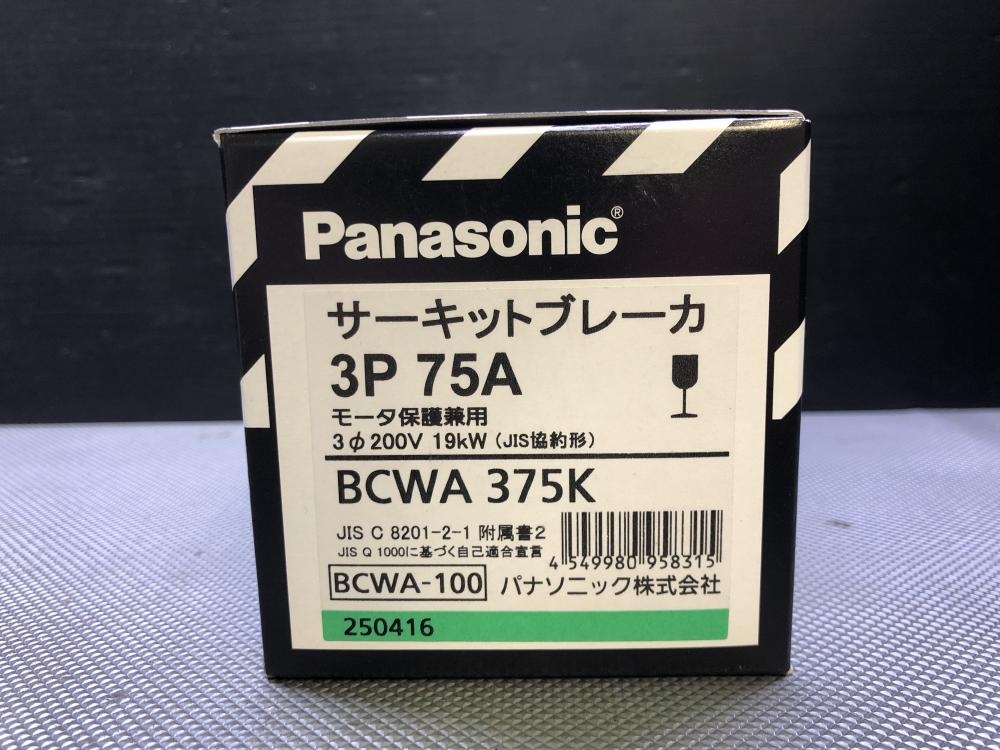 Panasonic®
サーキットブレーカ
3P 75A
モータ保護兼用
3φ200V 19kW (JIS協約形)
BCWA 375K
JIS C 8201-2-1 附属書2
JIS Q 1000に基づく自己適合宣言
4 549980 958315
BCWA-100 パナソニック株式会社
250416